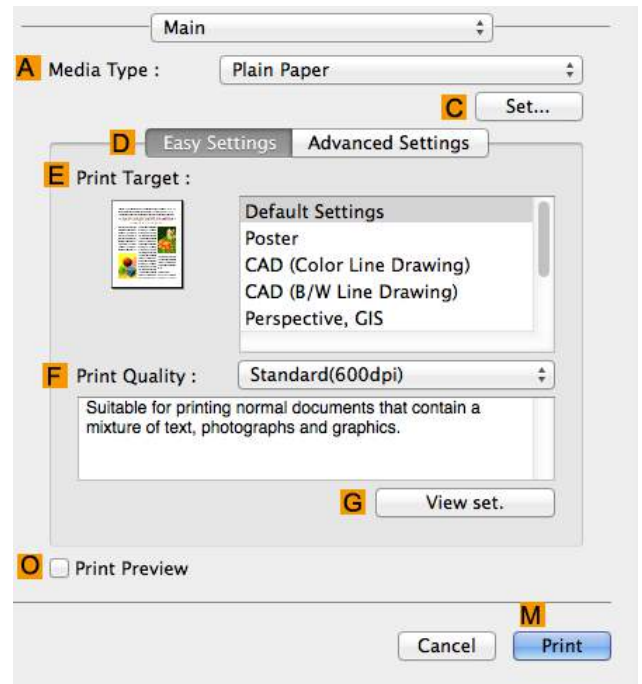 Main
A Media Type : Plain Paper
C Set...
D Easy Settings Advanced Settings
E Print Target :
Default Settings
Poster
CAD (Color Line Drawing)
CAD (B/W Line Drawing)
Perspective, GIS
F Print Quality : Standard(600dpi)
Suitable for printing normal documents that contain a
mixture of text, photographs and graphics.
G View set.
O Print Preview
M
Cancel Print